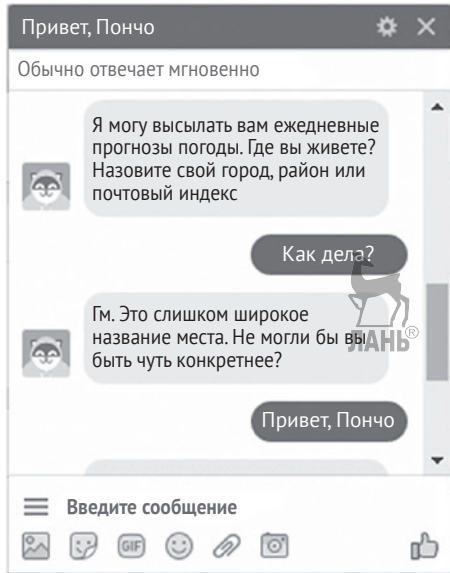 Привет, Пончо
Обычно отвечает мгновенно
Я могу высылать вам ежедневные
прогнозы погоды. Где вы живете?
Назовите свой город, район или
почтовый индекс
Как дела?
Гм. Это слишком широкое
название места. Не могли бы вы
быть чуть конкретнее?
ЛАНЬ®
Привет, Пончо
Введите сообщение
GIF